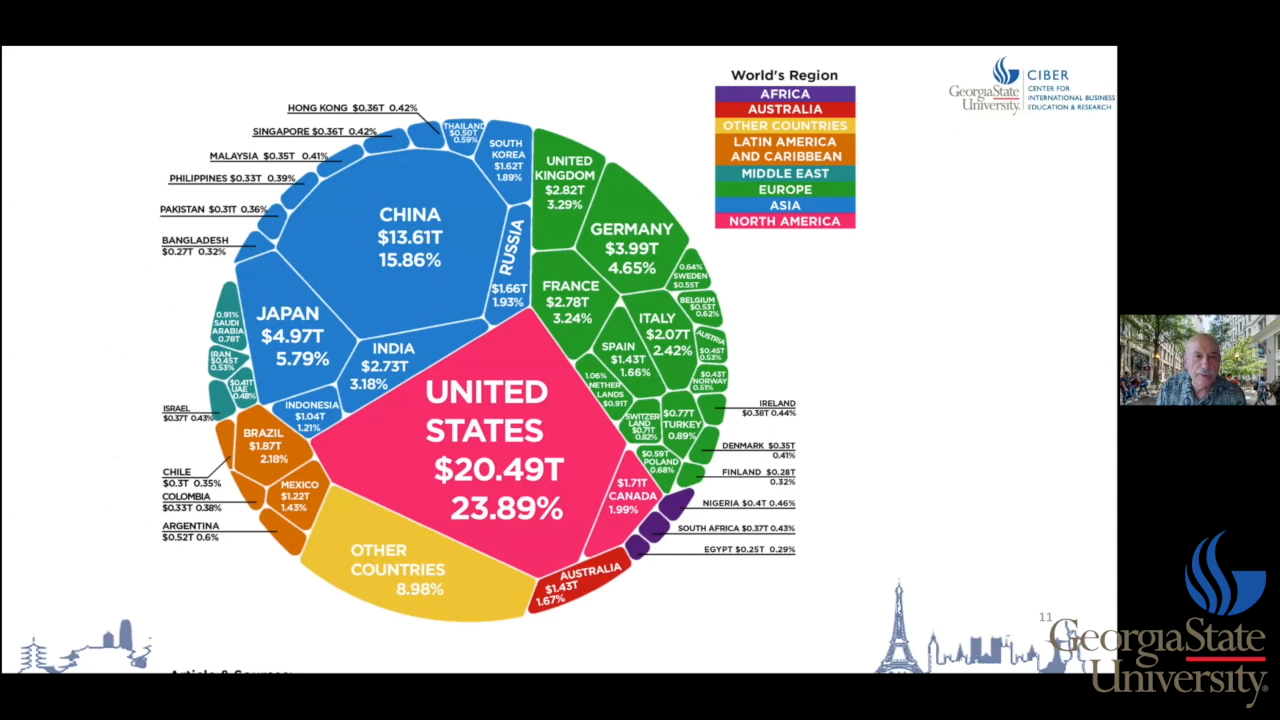 World's Region
AFRICA
AUSTRALIA
OTHER COUNTRIES
LATIN AMERICA
AND CARIBBEAN
MIDDLE EAST
EUROPE
ASIA
NORTH AMERICA
GeorgiaState
University
CIBER
CENTER FOR
INTERNATIONAL BUSINESS
EDUCATION & RESEARCH
HONG KONG $0.36T 0.42%
SINGAPORE $0.36T 0.42%
MALAYSIA $0.35T 0.41%
PHILIPPINES $0.33T 0.39%
PAKISTAN $0.31T 0.36%
BANGLADESH
$0.27T 0.32%
THAILAND
$0.50T
0.59%
SOUTH
KOREA
$1.62T
1.89%
CHINA
$13.61T
15.86%
RUSSIA
$1.66T
1.93%
JAPAN
$4.97T
5.79%
INDIA
$2.73T
3.18%
INDONESIA
$1.04T
1.21%
0.91%
SAUDI
ARABIA
0.78T
IRAN
$0.45T
0.53%
$0.41T
UAE
0.48%
ISRAEL
$0.37T 0.43%
UNITED
KINGDOM
$2.82T
3.29%
GERMANY
$3.99T
4.65%
FRANCE
$2.78T
3.24%
ITALY
$2.07T
2.42%
SPAIN
$1.43T
1.66%
0.64%
SWEDEN
$0.55T
BELGIUM
$0.53T
0.62%
AUSTRIA
$0.45T
0.53%
$0.43T
NORWAY
0.51%
1.06%
NETHER
LANDS
$0.91T
SWITZER
LAND
$0.71T
0.82%
$0.77T
TURKEY
0.89%
$0.59T
POLAND
0.68%
IRELAND
$0.38T 0.44%
DENMARK $0.35T
0.41%
FINLAND $0.28T
0.32%
UNITED
STATES
$20.49T
23.89%
$1.71T
CANADA
1.99%
NIGERIA $0.4T 0.46%
SOUTH AFRICA $0.37T 0.43%
EGYPT $0.25T 0.29%
AUSTRALIA
$1.43T
1.67%
BRAZIL
$1.87T
2.18%
MEXICO
$1.22T
1.43%
CHILE
$0.3T 0.35%
COLOMBIA
$0.33T 0.38%
ARGENTINA
$0.52T 0.6%
OTHER
COUNTRIES
8.98%
11
GeorgiaState
University